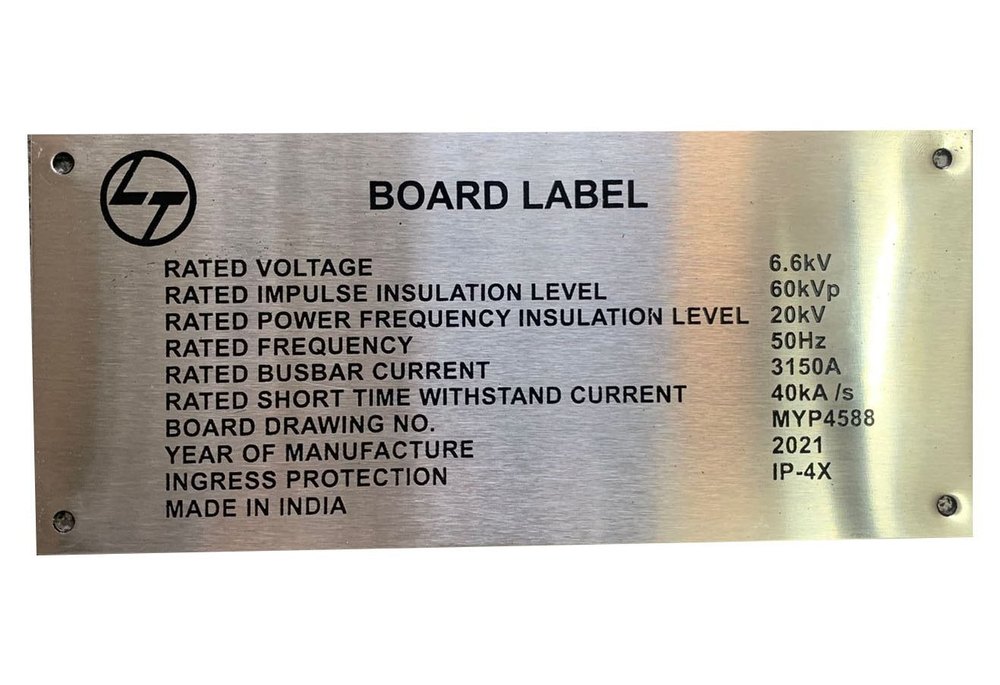 LT
BOARD LABEL
RATED VOLTAGE 6.6kV
RATED IMPULSE INSULATION LEVEL 60kVp
RATED POWER FREQUENCY INSULATION LEVEL 20kV
RATED FREQUENCY 50Hz
RATED BUSBAR CURRENT 3150A
RATED SHORT TIME WITHSTAND CURRENT 40kA /s
BOARD DRAWING NO. MYP4588
YEAR OF MANUFACTURE 2021
INGRESS PROTECTION IP-4X
MADE IN INDIA